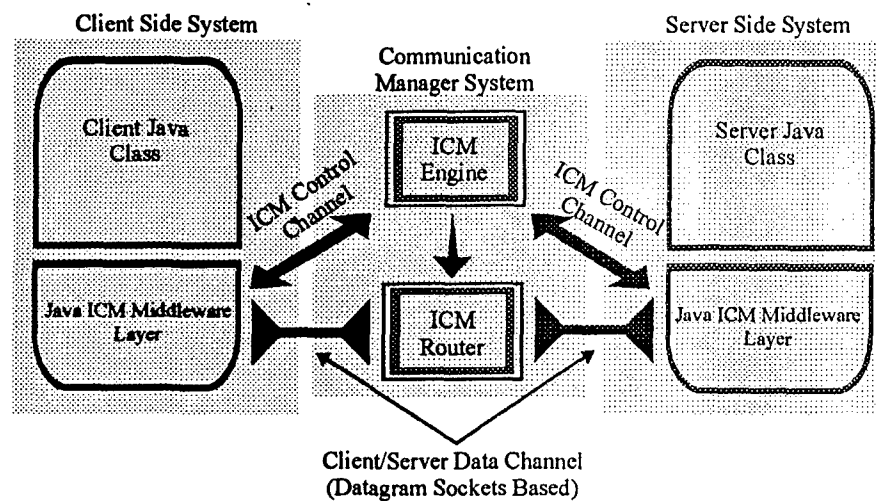 Client Side System
Server Side System
Communication
Manager System
Client Java
Class
ICM
Engine
Server Java
Class
ICM Control
Channel
ICM Control
Channel
Java ICM Middleware
Layer
ICM
Router
Java ICM Middleware
Layer
Client/Server Data Channel
(Datagram Sockets Based)